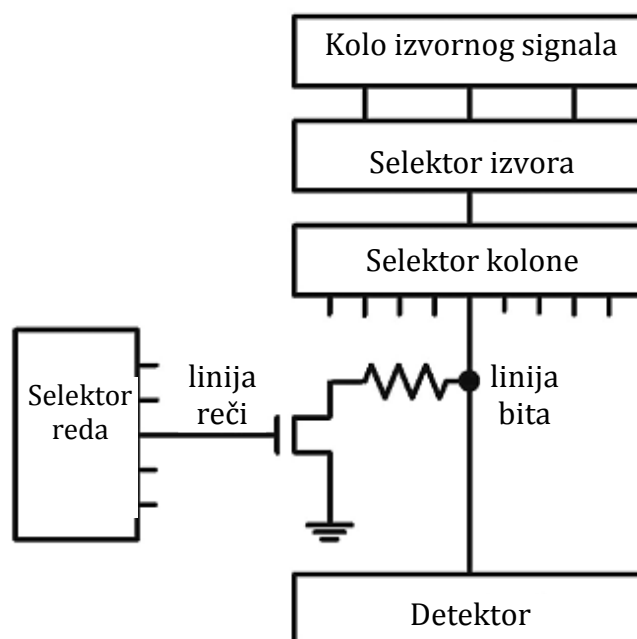 Kolo izvornog signala
Selektor izvora
Selektor kolone
Selektor
reda
linija
reči
linija
bita
Detektor